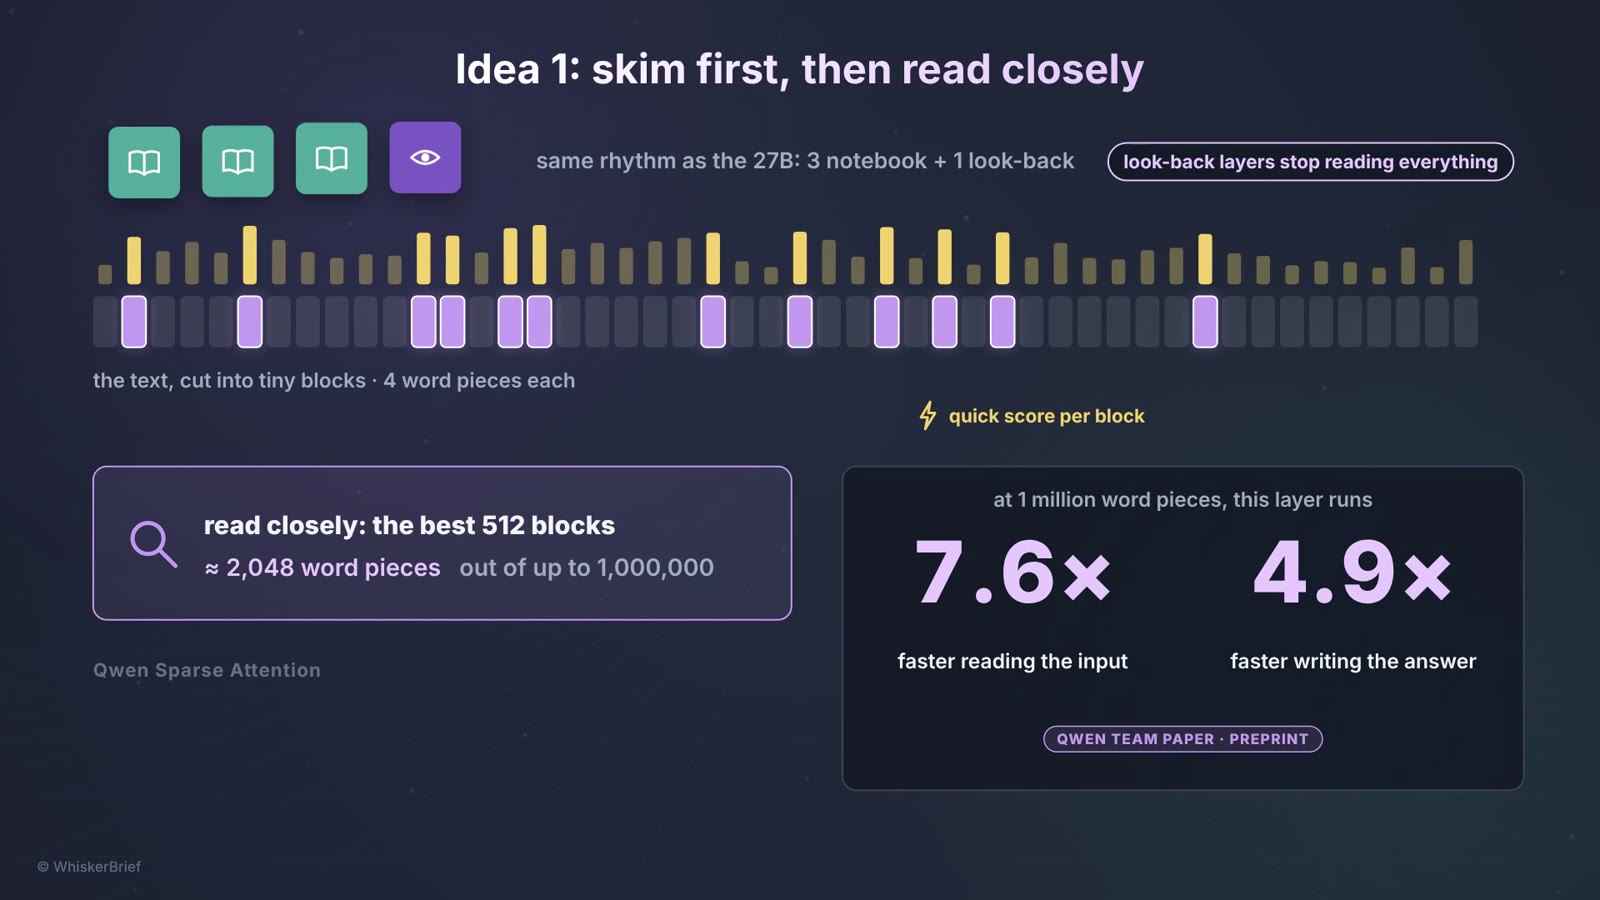 Idea 1: skim first, then read closely
same rhythm as the 27B: 3 notebook + 1 look-back
look-back layers stop reading everything
the text, cut into tiny blocks · 4 word pieces each
quick score per block
read closely: the best 512 blocks
≈ 2,048 word pieces out of up to 1,000,000
Qwen Sparse Attention
at 1 million word pieces, this layer runs
7.6× 4.9×
faster reading the input faster writing the answer
QWEN TEAM PAPER · PREPRINT
© WhiskerBrief